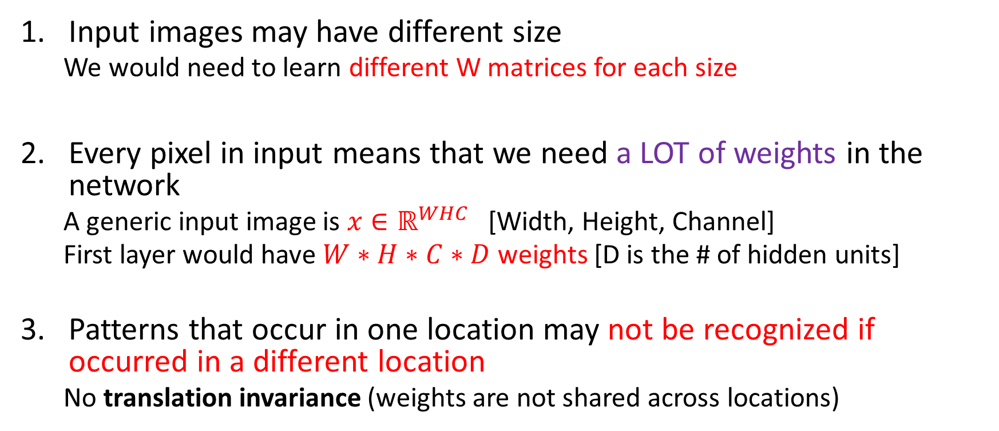 1. Input images may have different size
We would need to learn different W matrices for each size
2. Every pixel in input means that we need a LOT of weights in the
network
A generic input image is x ∈ ℝ^{WHC} [Width, Height, Channel]
First layer would have W ∗ H ∗ C ∗ D weights [D is the # of hidden units]
3. Patterns that occur in one location may not be recognized if
occurred in a different location
No translation invariance (weights are not shared across locations)